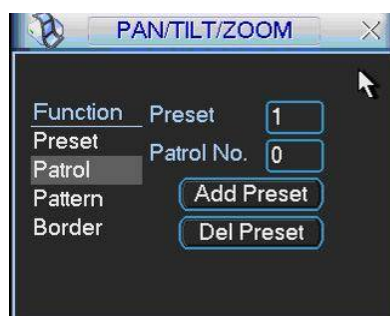 PAN/TILT/ZOOM
Function
Preset 1
Preset
Patrol No. 0
Patrol
Pattern
Add Preset
Border
Del Preset